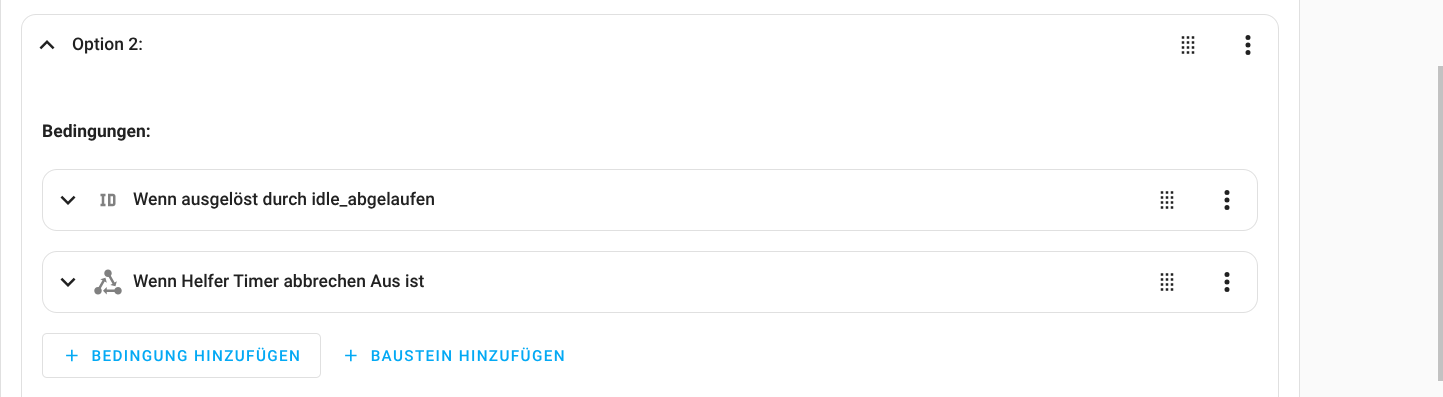 Option 2:
Bedingungen:
ID Wenn ausgelöst durch idle_abgelaufen
Wenn Helfer Timer abbrechen Aus ist
+ BEDINGUNG HINZUFÜGEN + BAUSTEIN HINZUFÜGEN